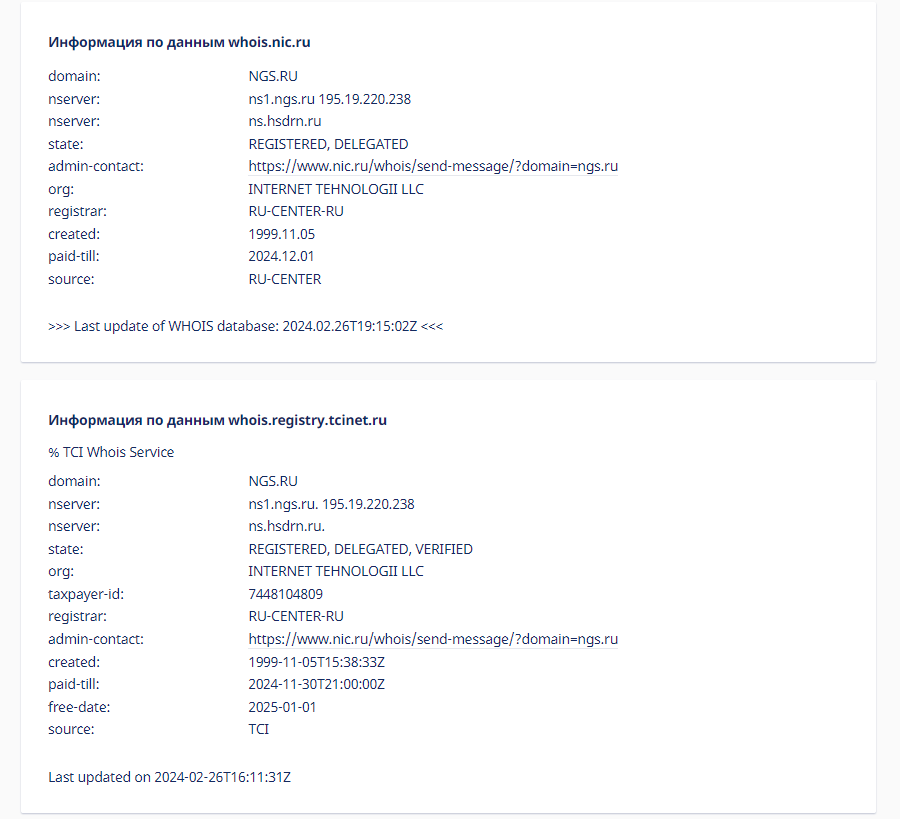 Информация по данным whois.nic.ru
domain: NGS.RU
nserver: ns1.ngs.ru 195.19.220.238
nserver: ns.hsdrn.ru
state: REGISTERED, DELEGATED
admin-contact: https://www.nic.ru/whois/send-message/?domain=ngs.ru
org: INTERNET TEHNOLOGII LLC
registrar: RU-CENTER-RU
created: 1999.11.05
paid-till: 2024.12.01
source: RU-CENTER
>>> Last update of WHOIS database: 2024.02.26T19:15:02Z <<<
Информация по данным whois.registry.tcinet.ru
% TCI Whois Service
domain: NGS.RU
nserver: ns1.ngs.ru. 195.19.220.238
nserver: ns.hsdrn.ru.
state: REGISTERED, DELEGATED, VERIFIED
org: INTERNET TEHNOLOGII LLC
taxpayer-id: 7448104809
registrar: RU-CENTER-RU
admin-contact: https://www.nic.ru/whois/send-message/?domain=ngs.ru
created: 1999-11-05T15:38:33Z
paid-till: 2024-11-30T21:00:00Z
free-date: 2025-01-01
source: TCI
Last updated on 2024-02-26T16:11:31Z